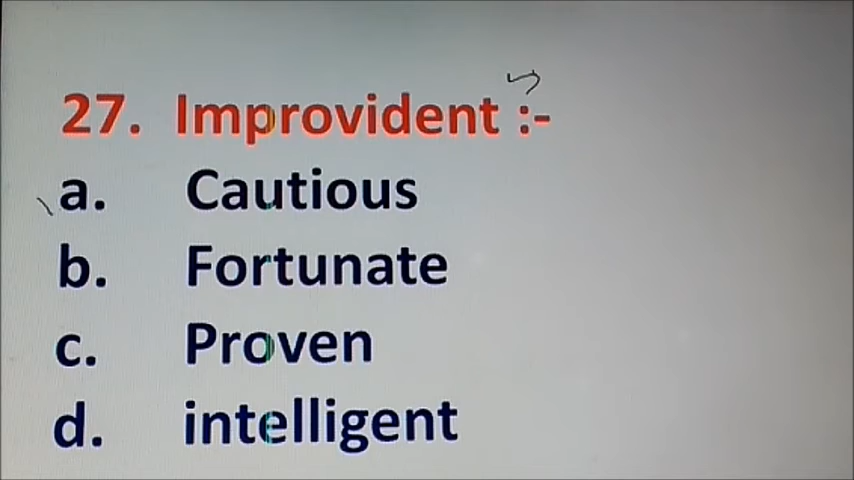 27. Improvident :-
a. Cautious
b. Fortunate
c. Proven
d. intelligent